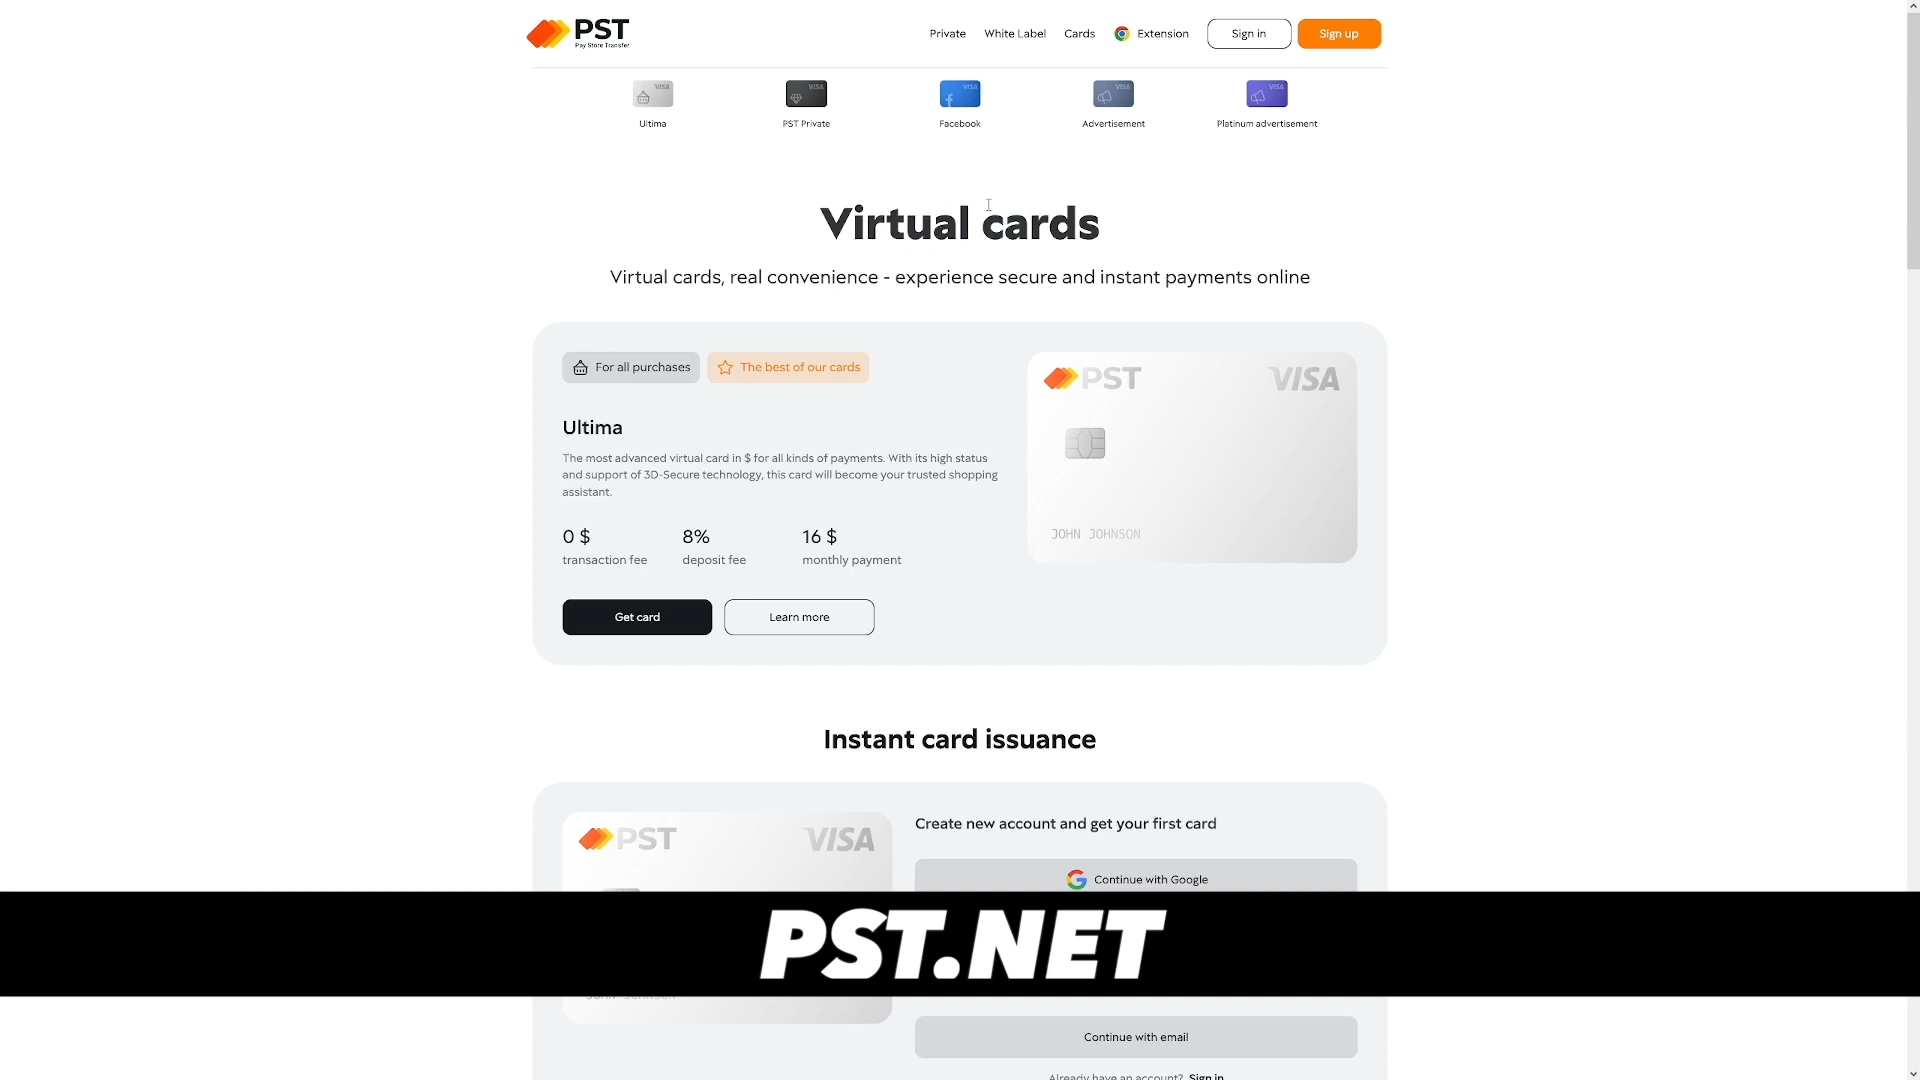 PST
Pay Store Transfer
Private
White Label
Cards
Extension
Sign in
Sign up
VISA
VISA
VISA
VISA
VISA
Ultima
PST Private
Facebook
Advertisement
Platinum advertisement
Virtual cards
Virtual cards, real convenience - experience secure and instant payments online
For all purchases
The best of our cards
PST
VISA
Ultima
The most advanced virtual card in $ for all kinds of payments. With its high status
and support of 3D-Secure technology, this card will become your trusted shopping
assistant.
0 $
8%
16 $
transaction fee
deposit fee
monthly payment
JOHN JOHNSON
Get card
Learn more
Instant card issuance
PST
VISA
Create new account and get your first card
Continue with Google
PST.NET
Continue with email
Already have an account? Sign in